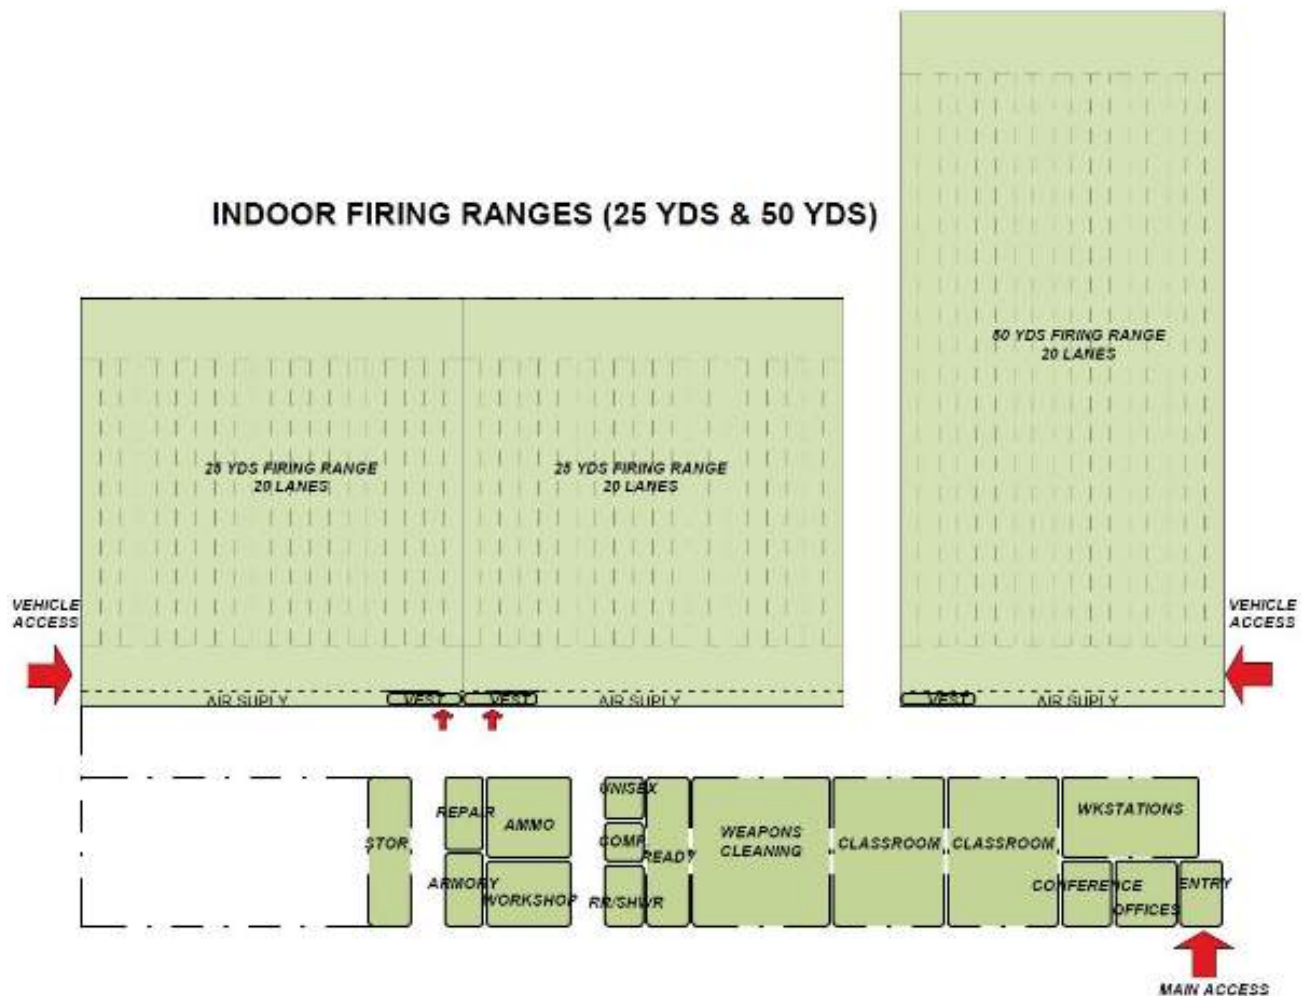 INDOOR FIRING RANGES (25 YDS & 50 YDS)
50 YDS FIRING RANGE
20 LANES
25 YDS FIRING RANGE
20 LANES
25 YDS FIRING RANGE
20 LANES
VEHICLE
ACCESS
VEHICLE
ACCESS
AIR SUPLY
VEST
VEST
AIR SUPLY
VEST
AIR SUPLY
STOR
REPAIR
AMMO
UNISEX
COMP
READY
WEAPONS
CLEANING
CLASSROOM
CLASSROOM
WKSTATIONS
ARMORY
WORKSHOP
RR/SHWR
CONFERENCE
OFFICES
ENTRY
MAIN ACCESS